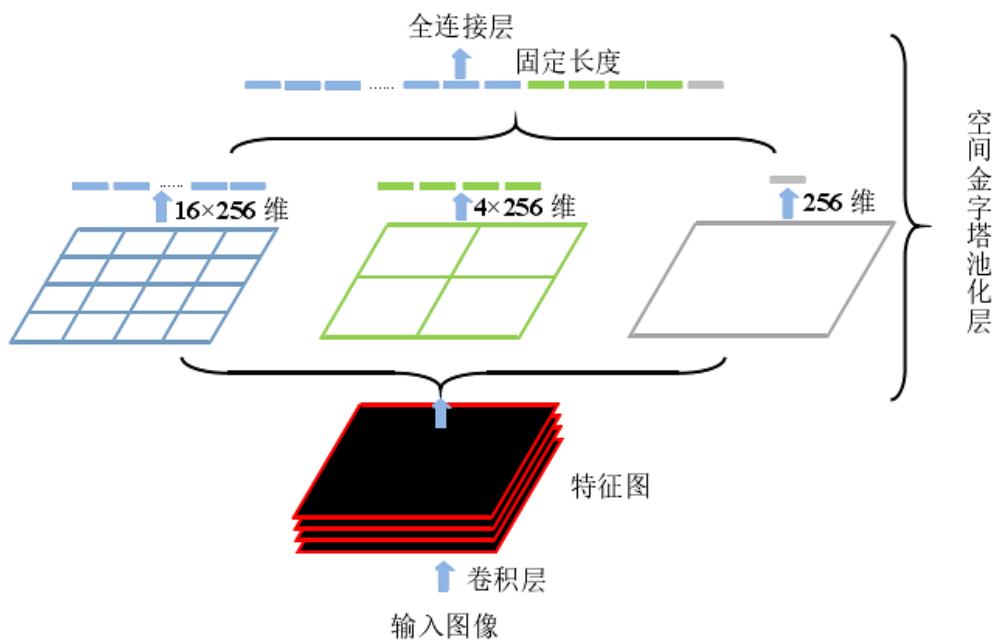 全连接层
固定长度
......
......
16×256 维
4×256 维
256 维
空间金字塔池化层
特征图
卷积层
输入图像